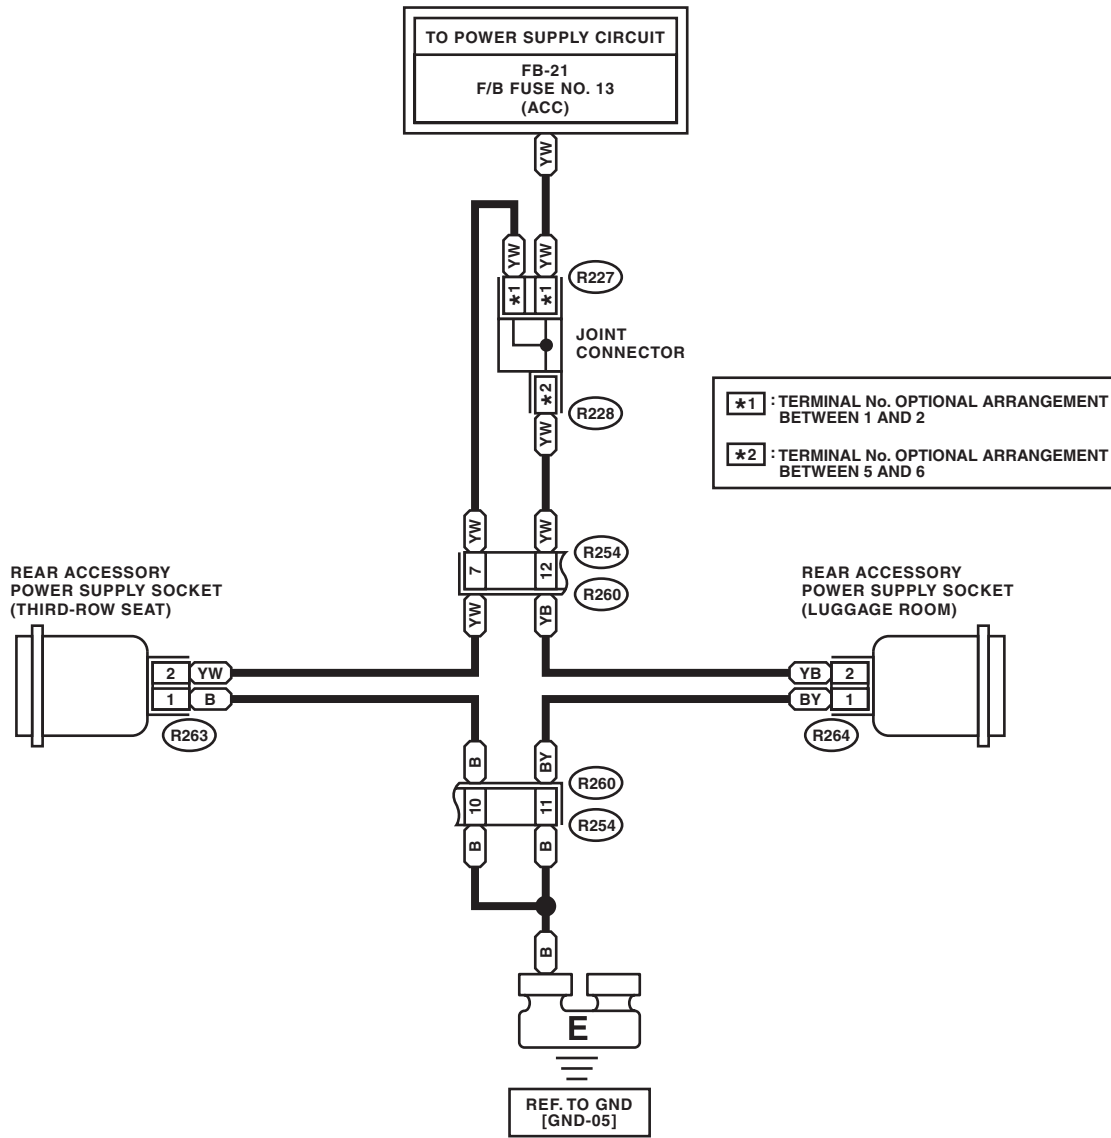 TO POWER SUPPLY CIRCUIT
FB-21
F/B FUSE NO. 13
(ACC)
YW
YW
YW
*1
*1
R227
JOINT
CONNECTOR
*2
R228
YW
*1 : TERMINAL No. OPTIONAL ARRANGEMENT
BETWEEN 1 AND 2
*2 : TERMINAL No. OPTIONAL ARRANGEMENT
BETWEEN 5 AND 6
YW
YW
7
12
R254
R260
YW
YB
REAR ACCESSORY
POWER SUPPLY SOCKET
(THIRD-ROW SEAT)
2
YW
1
B
R263
REAR ACCESSORY
POWER SUPPLY SOCKET
(LUGGAGE ROOM)
YB
2
BY
1
R264
B
BY
10
11
R260
R254
B
B
B
E
REF. TO GND
[GND-05]